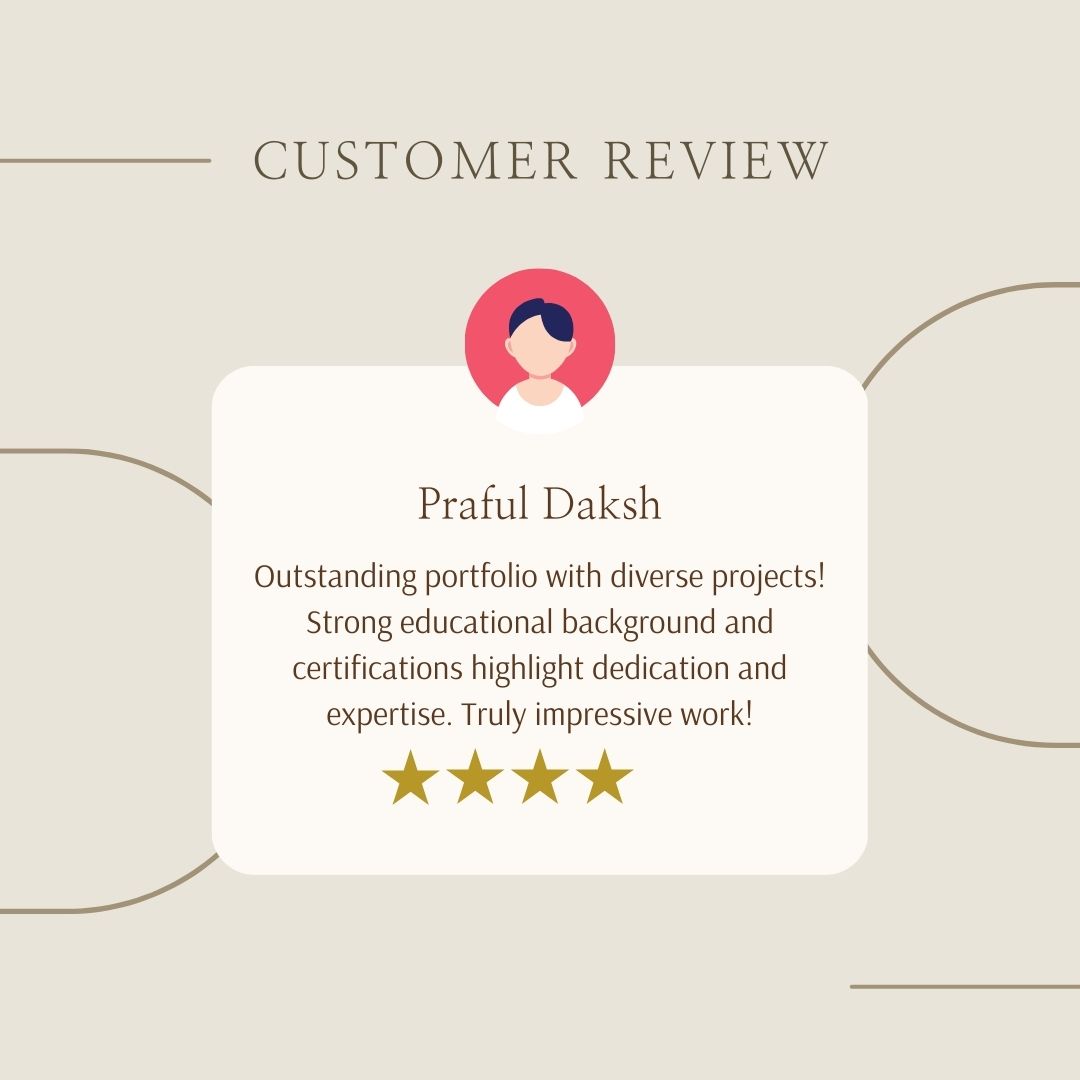 CUSTOMER REVIEW
Praful Daksh
Outstanding portfolio with diverse projects!
Strong educational background and
certifications highlight dedication and
expertise. Truly impressive work!